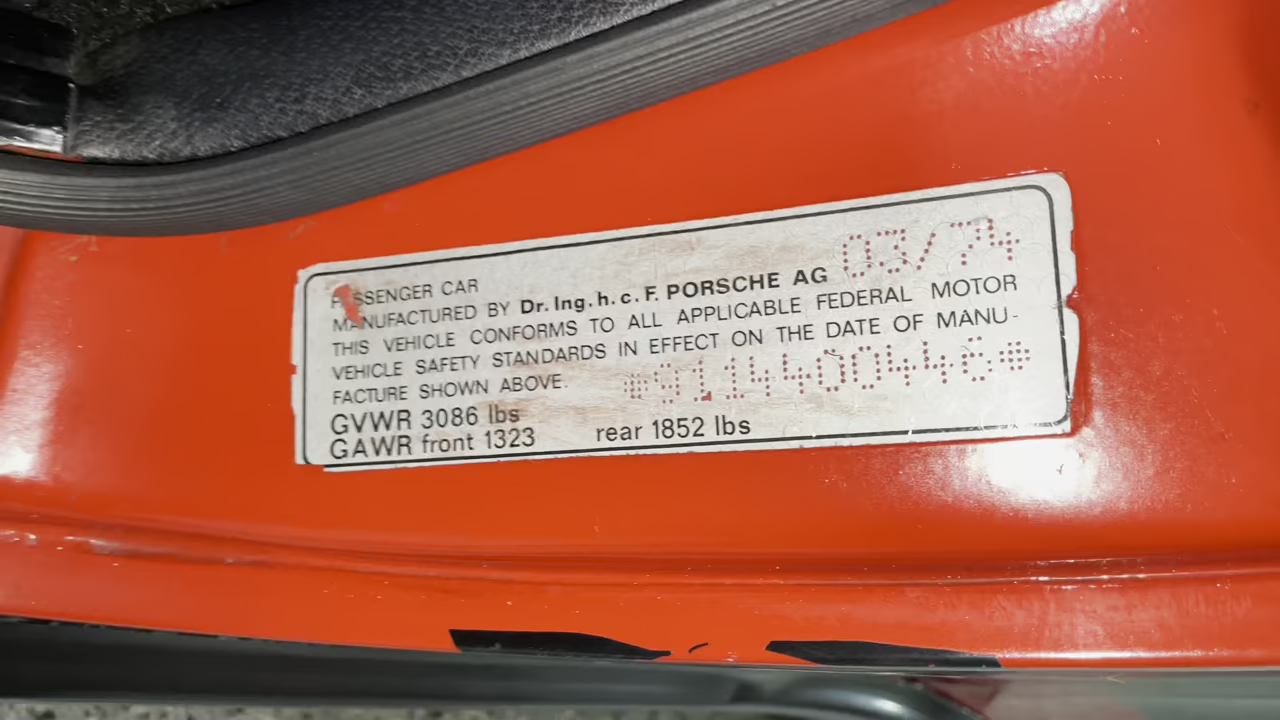 PASSENGER CAR
MANUFACTURED BY Dr. Ing. h. c. F. PORSCHE AG 03/74
THIS VEHICLE CONFORMS TO ALL APPLICABLE FEDERAL MOTOR
VEHICLE SAFETY STANDARDS IN EFFECT ON THE DATE OF MANU-
FACTURE SHOWN ABOVE. *9114400446*
GVWR 3086 lbs
GAWR front 1323 rear 1852 lbs